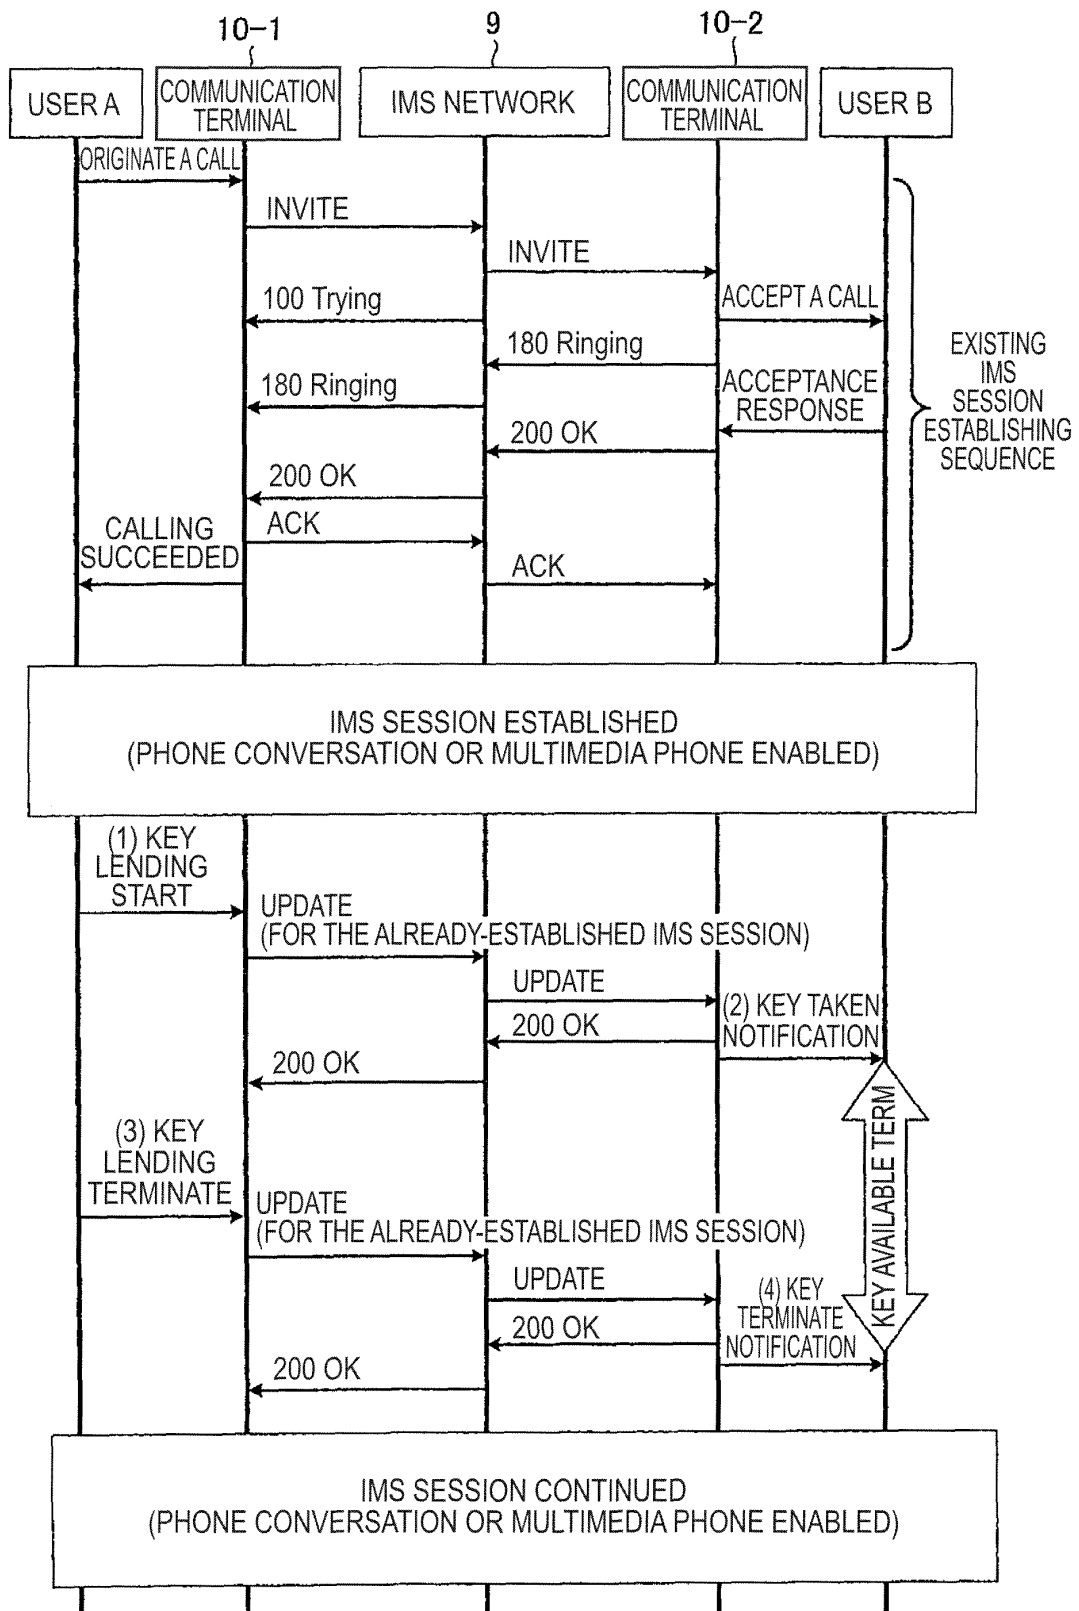 10-1
9
10-2
USER A
COMMUNICATION
TERMINAL
IMS NETWORK
COMMUNICATION
TERMINAL
USER B
ORIGINATE A CALL
INVITE
INVITE
100 Trying
ACCEPT A CALL
180 Ringing
180 Ringing
ACCEPTANCE
RESPONSE
200 OK
200 OK
EXISTING
IMS
SESSION
ESTABLISHING
SEQUENCE
CALLING
SUCCEEDED
ACK
ACK
IMS SESSION ESTABLISHED
(PHONE CONVERSATION OR MULTIMEDIA PHONE ENABLED)
(1) KEY
LENDING
START
UPDATE
(FOR THE ALREADY-ESTABLISHED IMS SESSION)
UPDATE
200 OK
(2) KEY TAKEN
NOTIFICATION
200 OK
KEY AVAILABLE TERM
(3) KEY
LENDING
TERMINATE
UPDATE
(FOR THE ALREADY-ESTABLISHED IMS SESSION)
UPDATE
200 OK
(4) KEY
TERMINATE
NOTIFICATION
200 OK
IMS SESSION CONTINUED
(PHONE CONVERSATION OR MULTIMEDIA PHONE ENABLED)